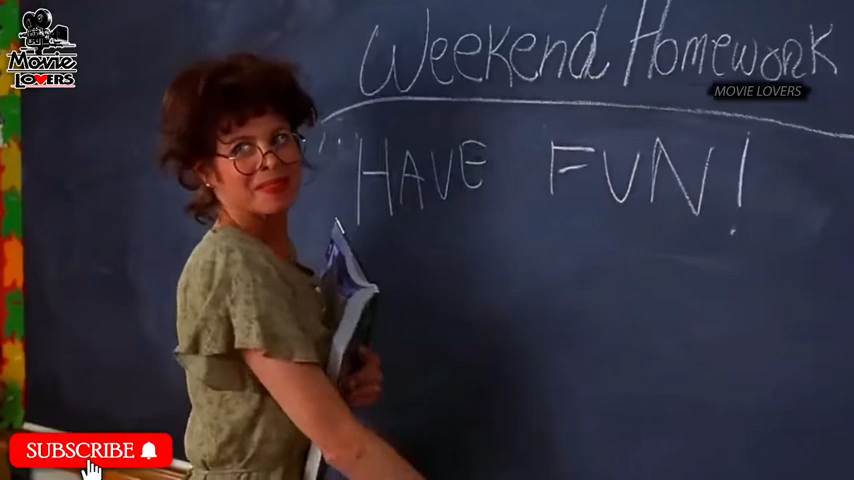 Movie
LOVERS
Weekend Homework
MOVIE LOVERS
"HAVE FUN!
SUBSCRIBE